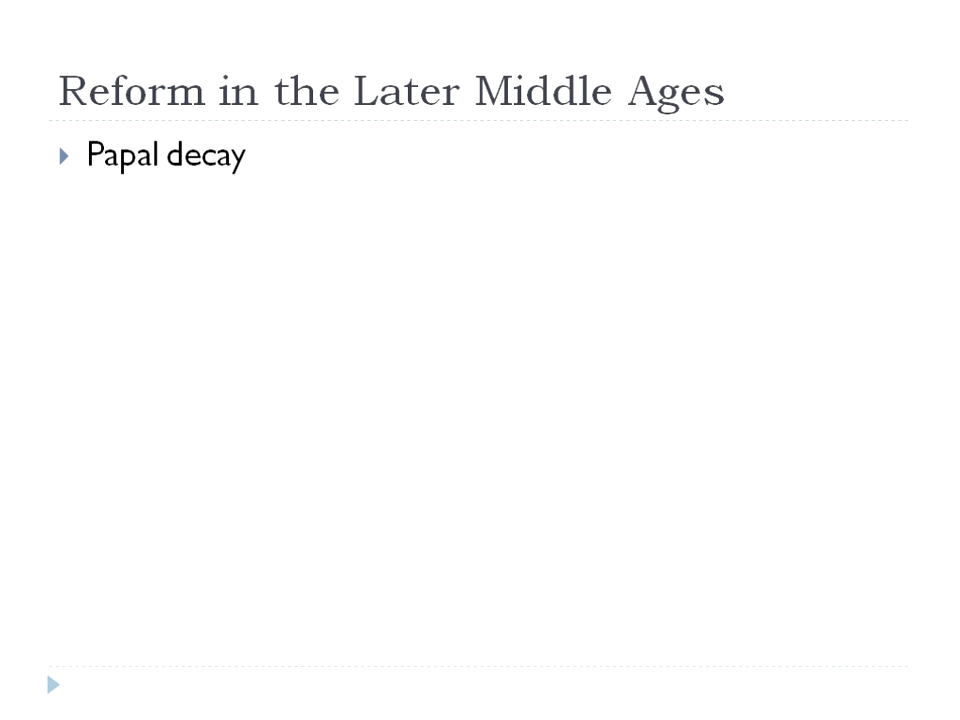 Reform in the Later Middle Ages
Papal decay